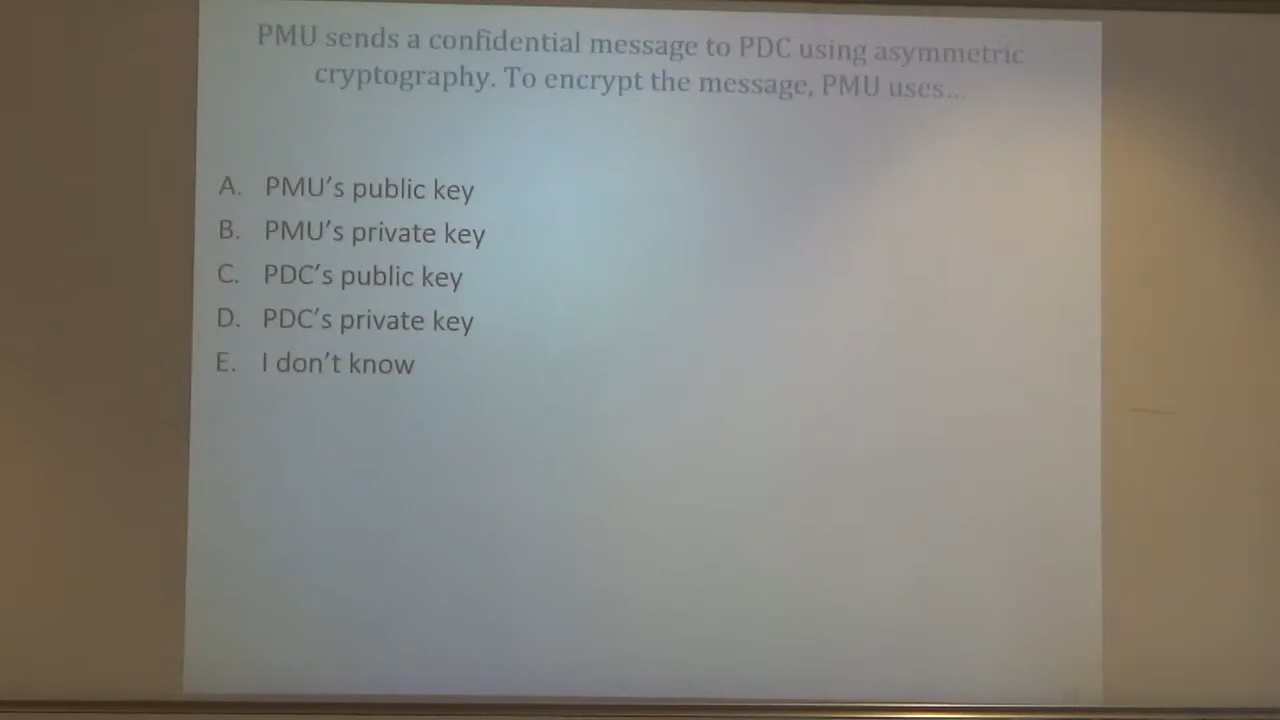 PMU sends a confidential message to PDC using asymmetric
cryptography. To encrypt the message, PMU uses...
A. PMU's public key
B. PMU's private key
C. PDC's public key
D. PDC's private key
E. I don't know